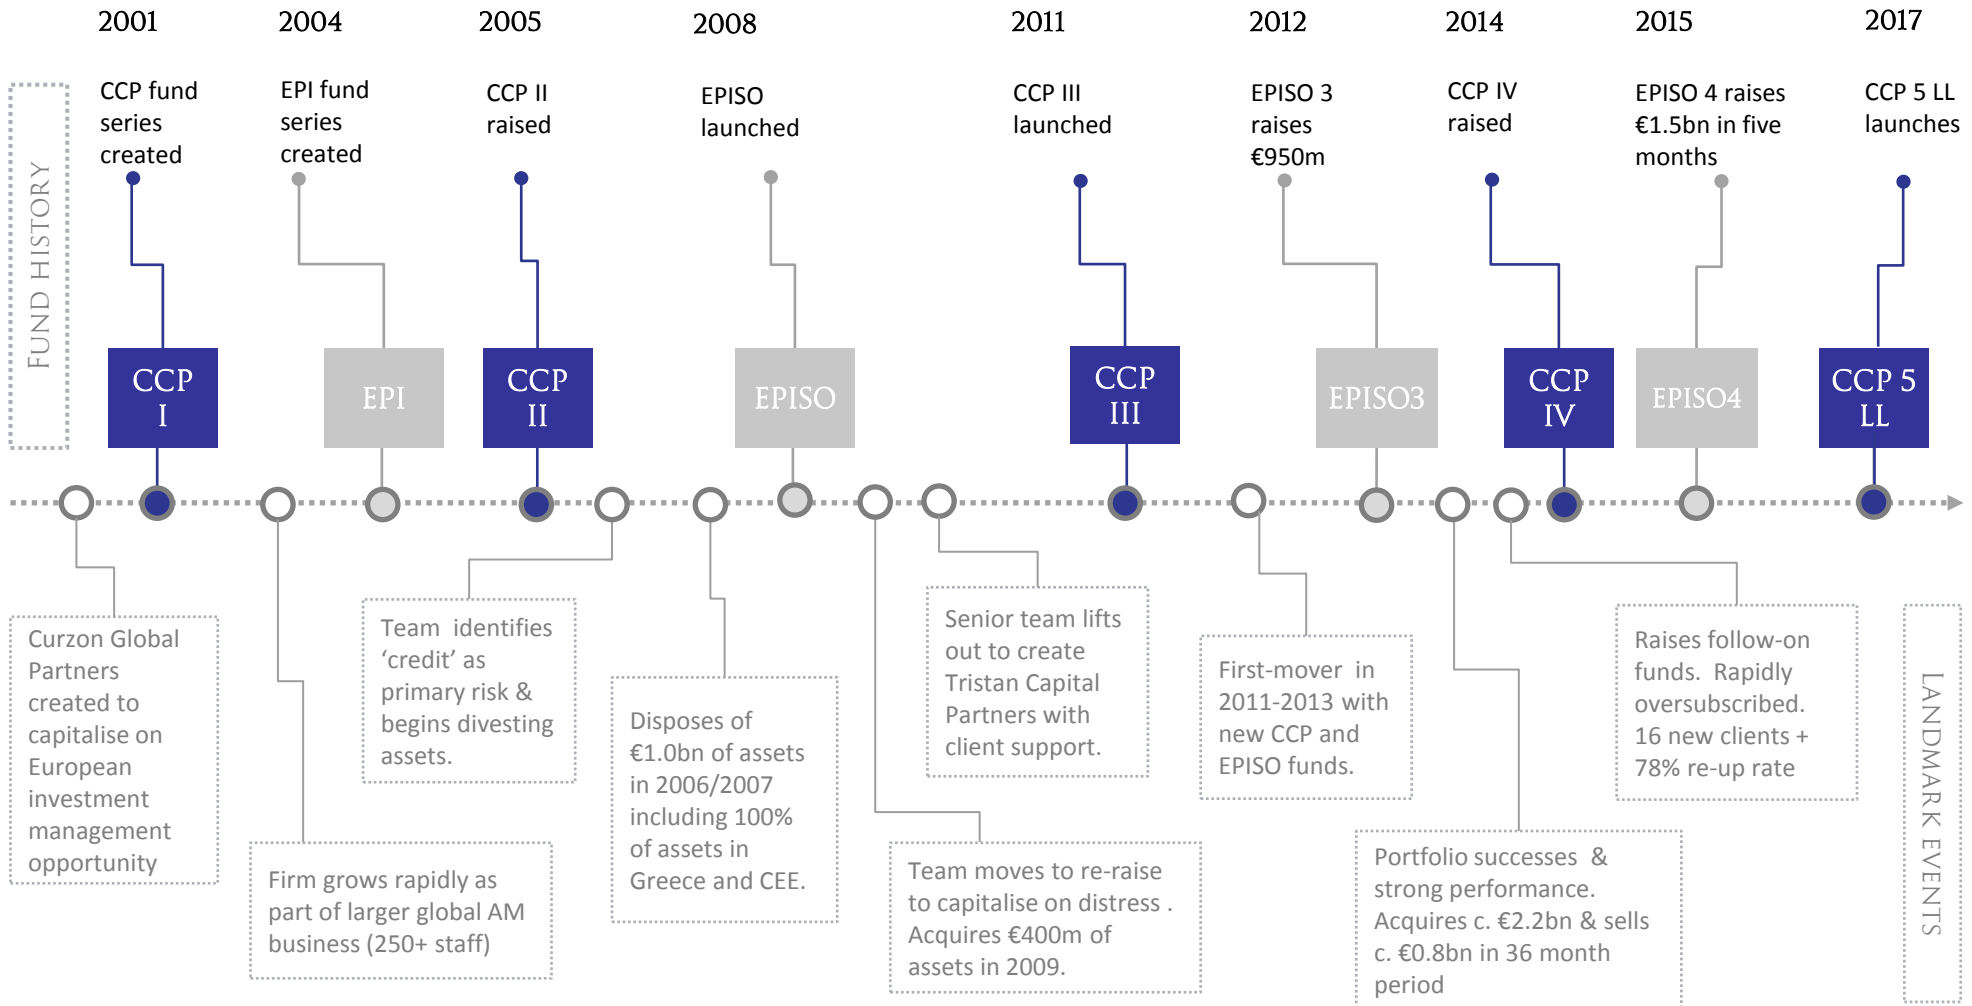 2001
2004
2005
2008
2011
2012
2014
2015
2017
FUND HISTORY
CCP fund
series
created
EPI fund
series
created
CCP II
raised
EPISO
launched
CCP III
launched
EPISO 3
raises
€950m
CCP IV
raised
EPISO 4 raises
€1.5bn in five
months
CCP 5 LL
launches
CCP
I
EPI
CCP
II
EPISO
CCP
III
EPISO3
CCP
IV
EPISO4
CCP 5
LL
Curzon Global
Partners
created to
capitalise on
European
investment
management
opportunity
Firm grows rapidly as
part of larger global AM
business (250+ staff)
Team identifies
‘credit’ as
primary risk &
begins divesting
assets.
Disposes of
€1.0bn of assets
in 2006/2007
including 100%
of assets in
Greece and CEE.
Team moves to re-raise
to capitalise on distress .
Acquires €400m of
assets in 2009.
Senior team lifts
out to create
Tristan Capital
Partners with
client support.
First-mover in
2011-2013 with
new CCP and
EPISO funds.
Portfolio successes &
strong performance.
Acquires c. €2.2bn & sells
c. €0.8bn in 36 month
period
Raises follow-on
funds. Rapidly
oversubscribed.
16 new clients +
78% re-up rate
LANDMARK EVENTS